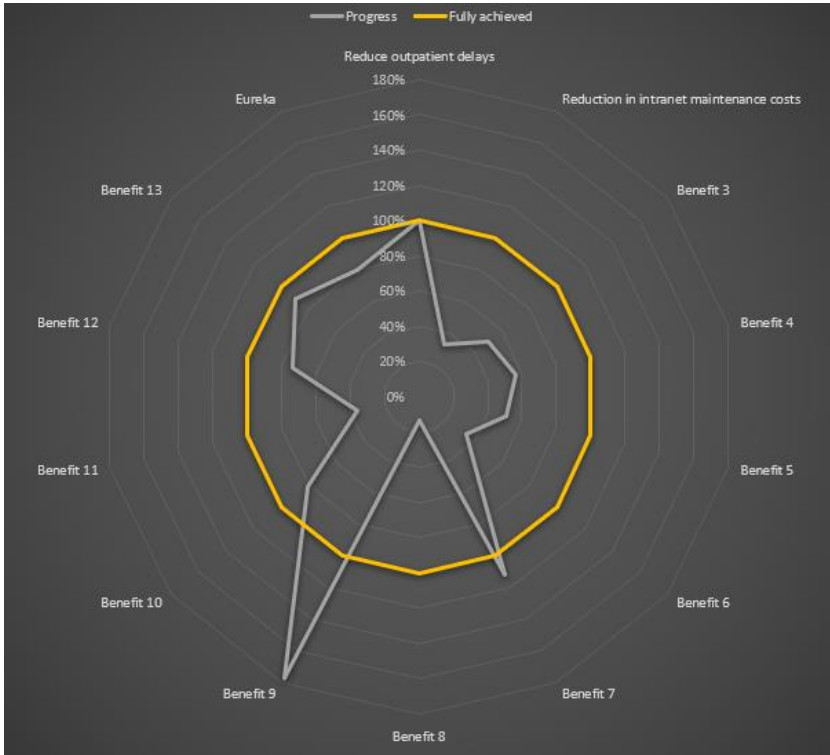 Progress
Fully achieved
Reduce outpatient delays
180%
Eureka
Reduction in intranet maintenance costs
160%
140%
120%
Benefit 13
Benefit 3
100%
80%
60%
40%
Benefit 12
Benefit 4
20%
0%
Benefit 11
Benefit 5
Benefit 10
Benefit 6
Benefit 9
Benefit 7
Benefit 8